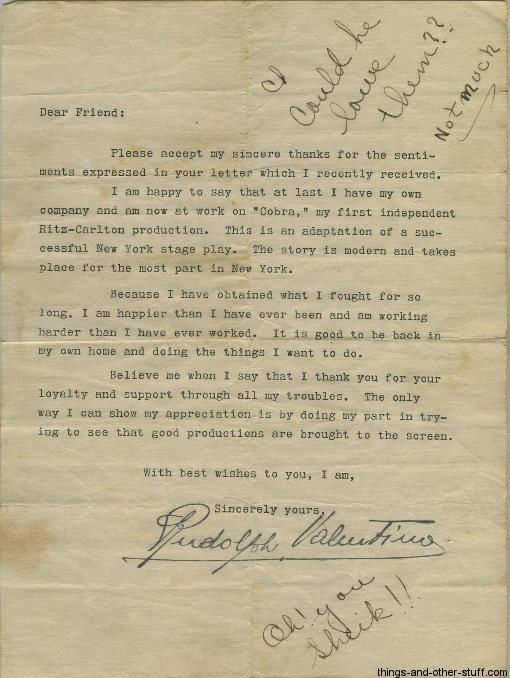 Could he
love
them??
Not much
Dear Friend:
Please accept my sincere thanks for the senti-
ments expressed in your letter which I recently received.
I am happy to say that at last I have my own
company and am now at work on "Cobra," my first independent
Ritz-Carlton production. This is an adaptation of a suc-
cessful New York stage play. The story is modern and takes
place for the most part in New York.
Because I have obtained what I fought for so
long, I am happier than I have ever been and am working
harder than I have ever worked. It is good to be back in
my own home and doing the things I want to do.
Believe me when I say that I thank you for your
loyalty and support through all my troubles. The only
way I can show my appreciation is by doing my part in try-
ing to see that good productions are brought to the screen.
With best wishes to you, I am,
Sincerely yours,
Rudolph Valentino
Oh! you
sheik!!
things-and-other-stuff.com